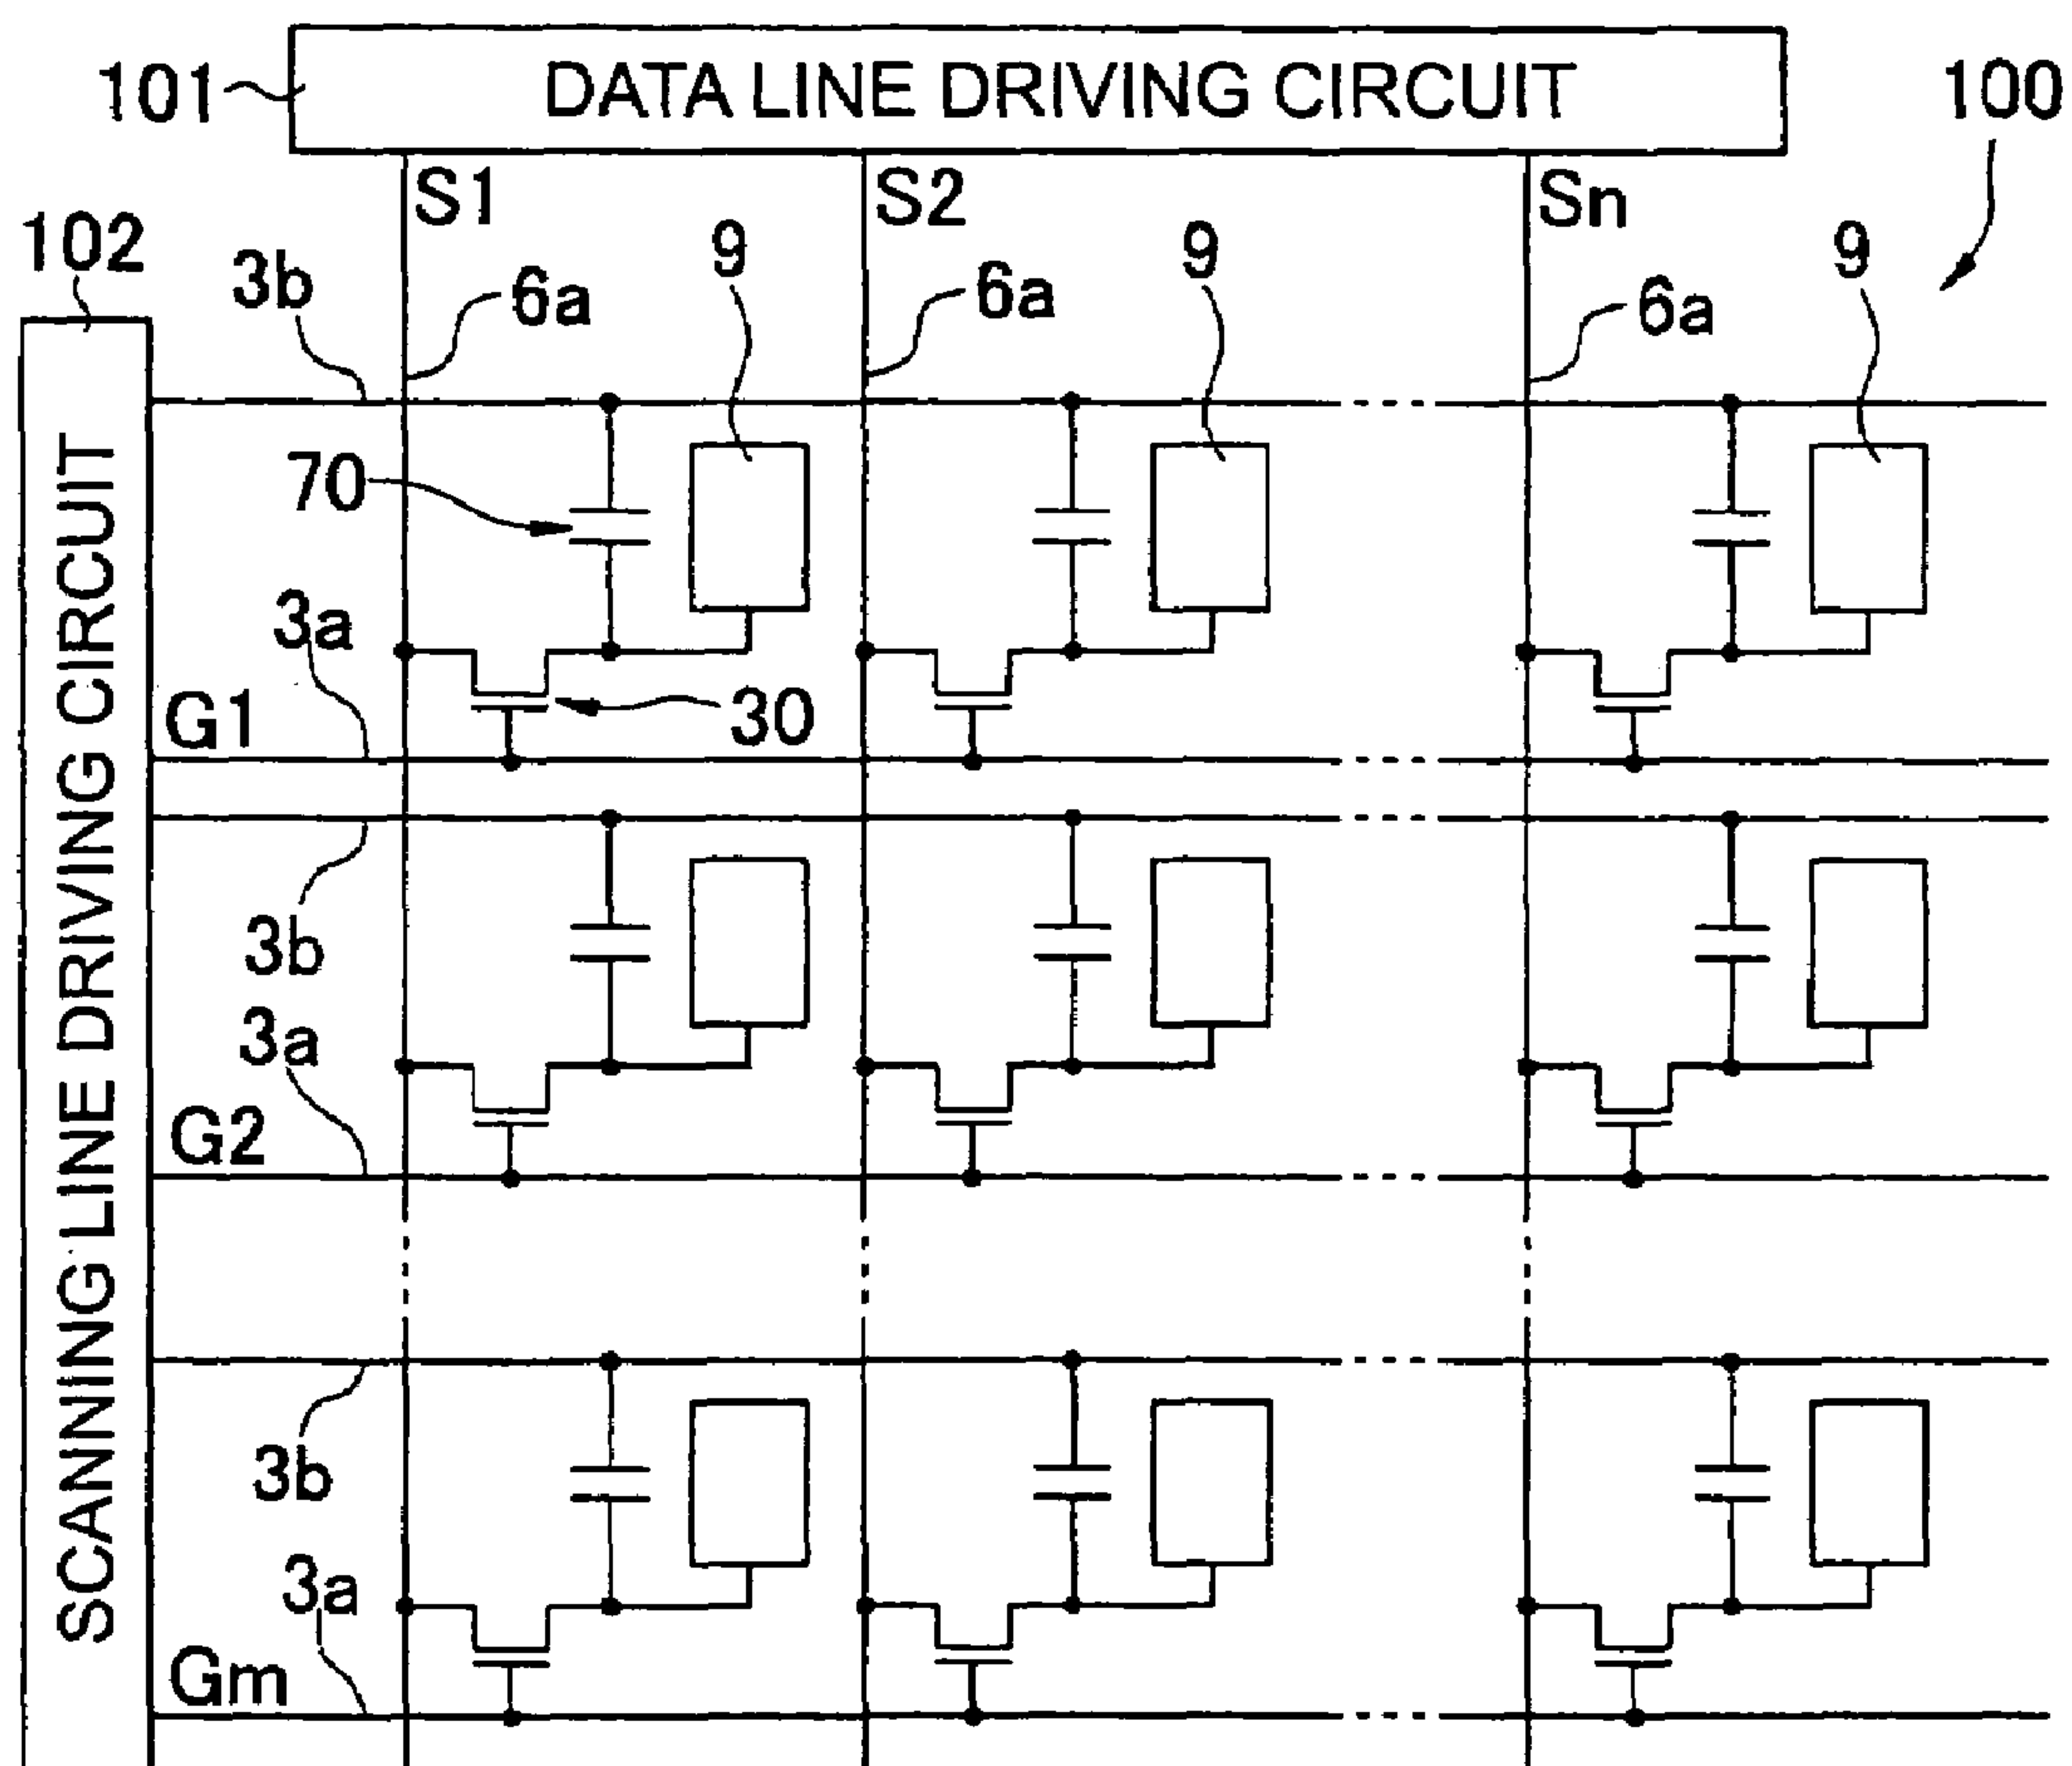 101
DATA LINE DRIVING CIRCUIT
100
S1
S2
Sn
102
3b
6a
9
6a
9
6a
9
SCANNING LINE DRIVING CIRCUIT
70
3a
G1
30
3b
3a
G2
3b
3a
Gm